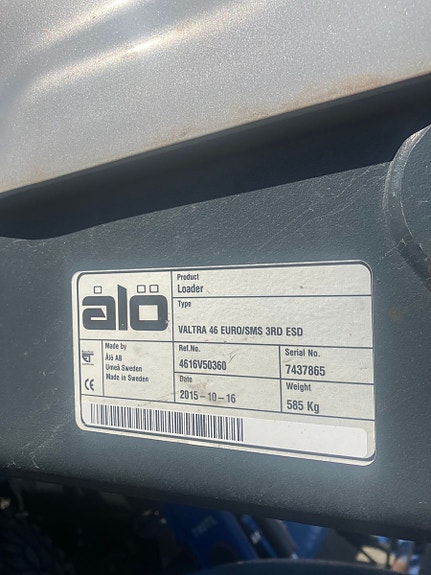 älö
Product
Loader
Type
VALTRA 46 EURO/SMS 3RD ESD
Made by
Ålö AB
Umeå Sweden
Made in Sweden
Ref.No.
4616V50360
Serial No.
7437865
CE
Date
2015-10-16
Weight
585 Kg